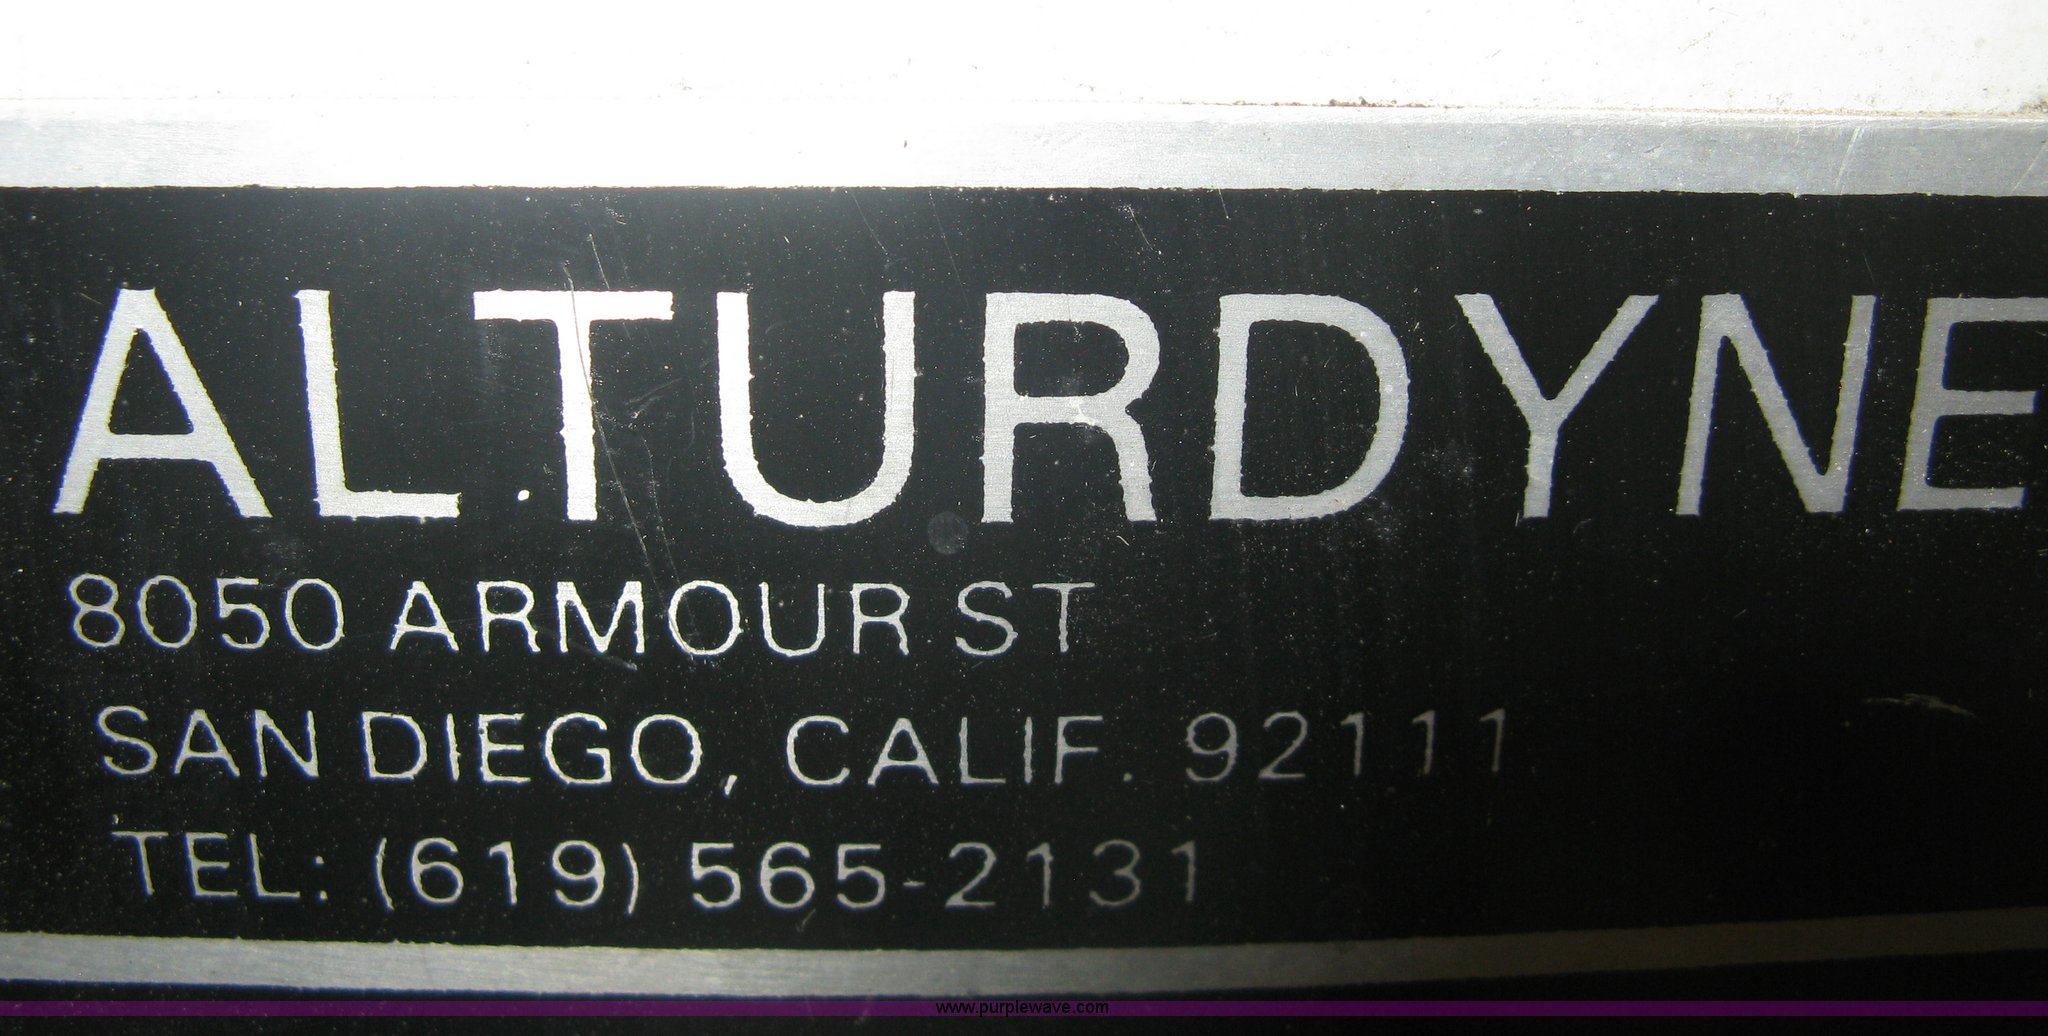 ALTURDYNE
8050 ARMOUR ST
SAN DIEGO, CALIF. 92111
TEL: (619) 565-2131
www.purplewave.com